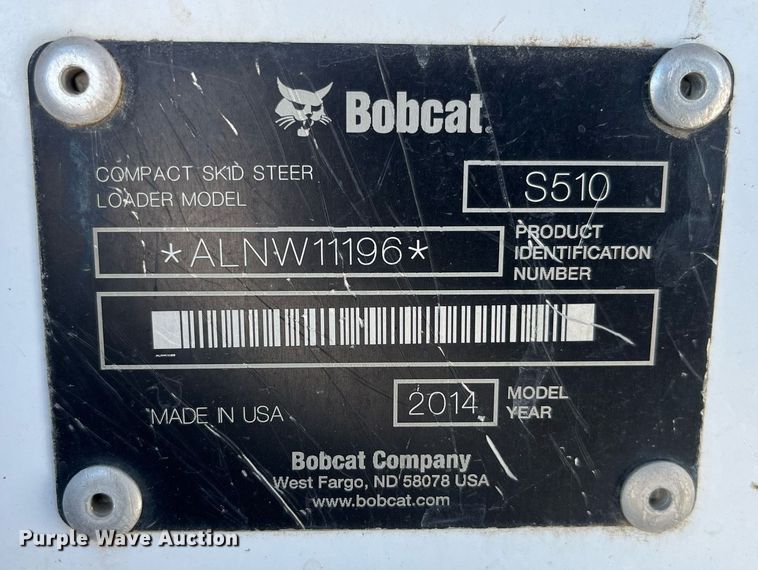 Bobcat
COMPACT SKID STEER
LOADER MODEL
S510
*ALNW11196*
PRODUCT
IDENTIFICATION
NUMBER
MADE IN USA
2014
MODEL
YEAR
Bobcat Company
West Fargo, ND 58078 USA
www.bobcat.com
Purple Wave Auction